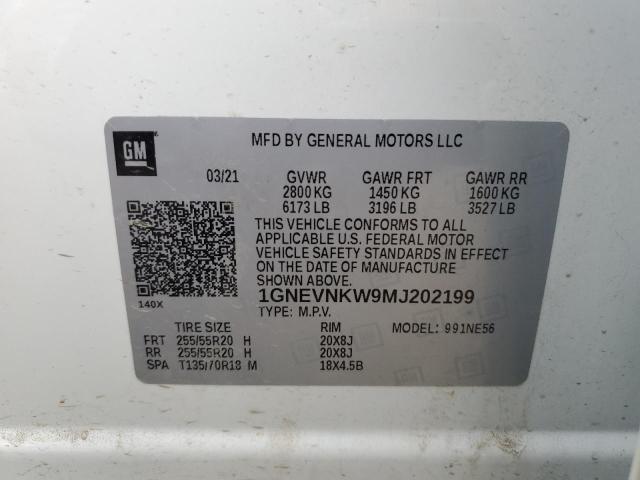 GM
MFD BY GENERAL MOTORS LLC
03/21 GVWR GAWR FRT GAWR RR
2800 KG 1450 KG 1600 KG
6173 LB 3196 LB 3527 LB
THIS VEHICLE CONFORMS TO ALL
APPLICABLE U.S. FEDERAL MOTOR
VEHICLE SAFETY STANDARDS IN EFFECT
ON THE DATE OF MANUFACTURE
SHOWN ABOVE.
140X
1GNEVNKW9MJ202199
TYPE: M.P.V.
TIRE SIZE RIM MODEL: 991NE56
FRT 255/55R20 H 20X8J
RR 255/55R20 H 20X8J
SPA T135/70R18 M 18X4.5B